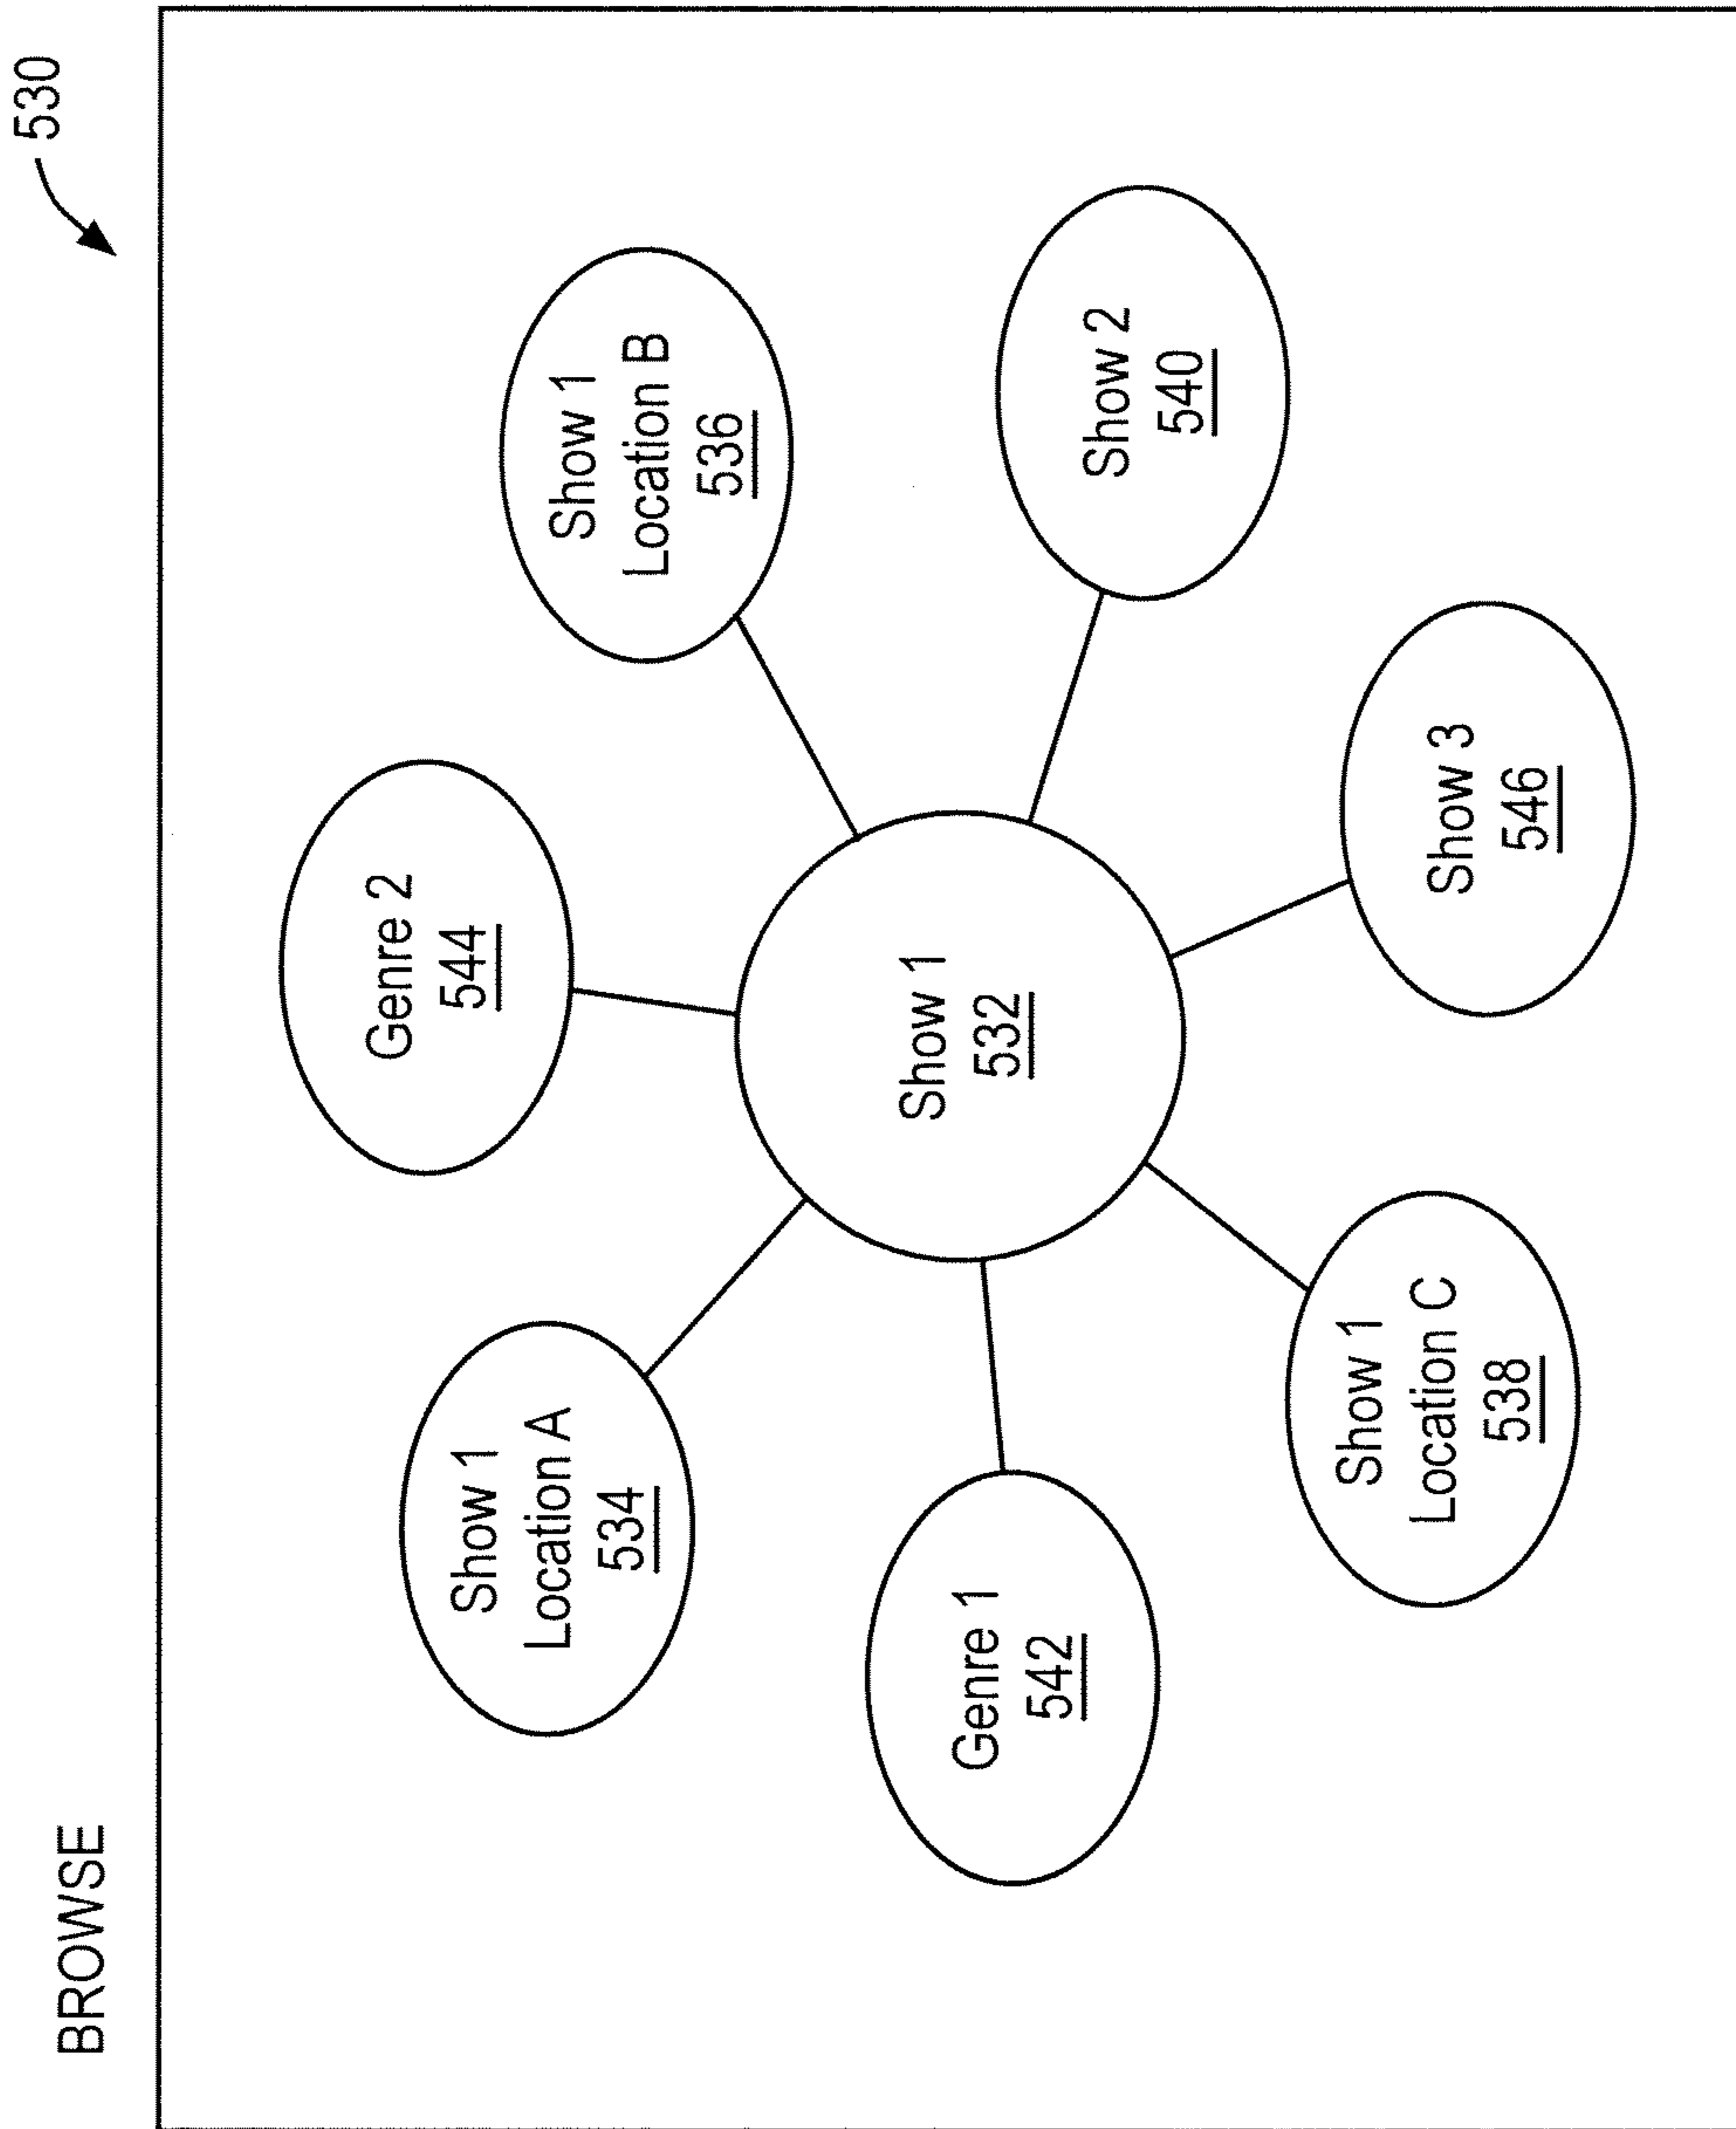 BROWSE
530
Genre 2
544
Show 1
Location A
534
Show 1
Location B
536
Show 1
532
Genre 1
542
Show 2
540
Show 1
Location C
538
Show 3
546